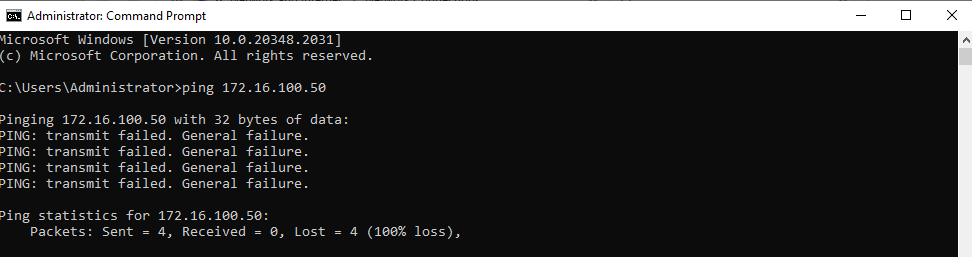 Administrator: Command Prompt
Microsoft Windows [Version 10.0.20348.2031]
(c) Microsoft Corporation. All rights reserved.
C:\Users\Administrator>ping 172.16.100.50
Pinging 172.16.100.50 with 32 bytes of data:
PING: transmit failed. General failure.
PING: transmit failed. General failure.
PING: transmit failed. General failure.
PING: transmit failed. General failure.
Ping statistics for 172.16.100.50:
    Packets: Sent = 4, Received = 0, Lost = 4 (100% loss),